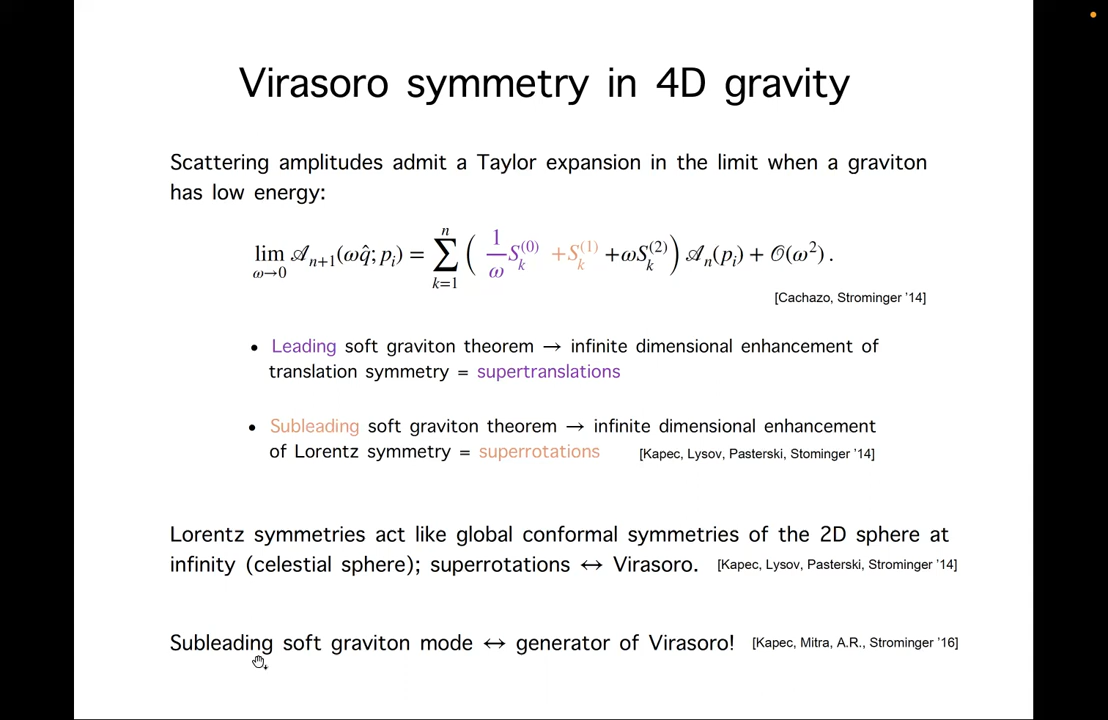 Virasoro symmetry in 4D gravity
Scattering amplitudes admit a Taylor expansion in the limit when a graviton
has low energy:
lim_{ω→0} 𝒜_{n+1}(ωq̂; p_i) = ∑_{k=1}^{n} ( 1/ω S_k^{(0)} + S_k^{(1)} + ωS_k^{(2)} ) 𝒜_n(p_i) + 𝒪(ω²) .
[Cachazo, Strominger '14]
• Leading soft graviton theorem → infinite dimensional enhancement of
translation symmetry = supertranslations
• Subleading soft graviton theorem → infinite dimensional enhancement
of Lorentz symmetry = superrotations [Kapec, Lysov, Pasterski, Stominger '14]
Lorentz symmetries act like global conformal symmetries of the 2D sphere at
infinity (celestial sphere); superrotations ↔ Virasoro. [Kapec, Lysov, Pasterski, Strominger '14]
Subleading soft graviton mode ↔ generator of Virasoro! [Kapec, Mitra, A.R., Strominger '16]